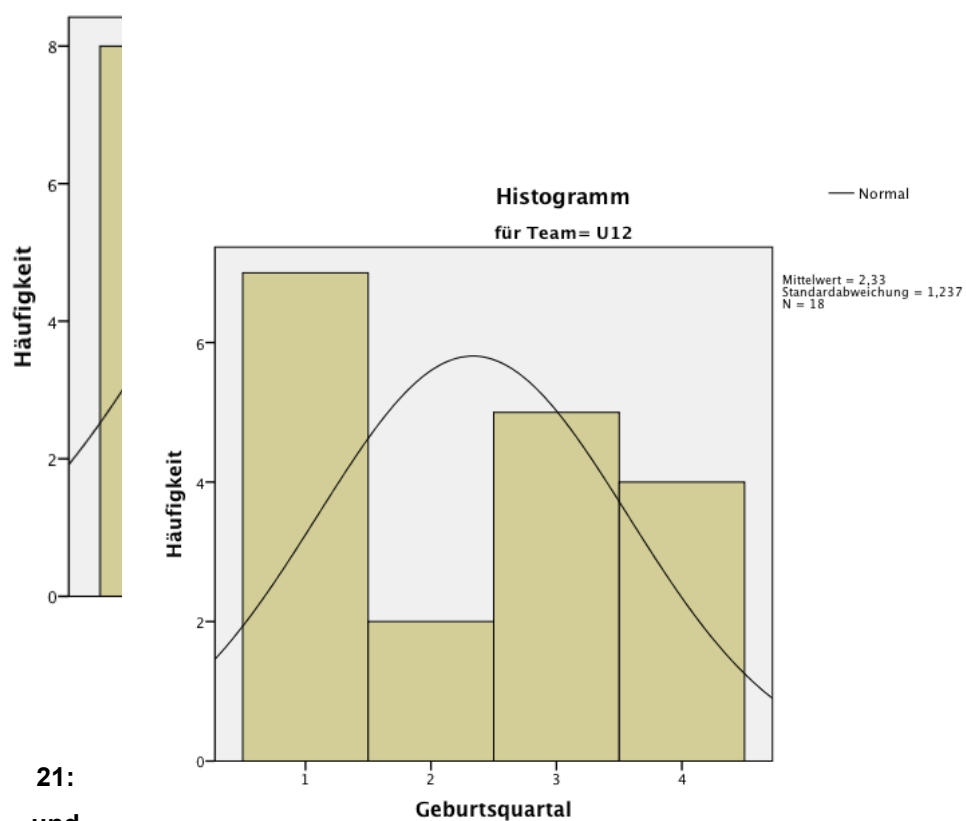 8
6
4
2
0
Häufigkeit
Histogramm
für Team= U12
Normal
Mittelwert = 2,33
Standardabweichung = 1,237
N = 18
6
4
2
0
Häufigkeit
1 2 3 4
Geburtsquartal
21:
und